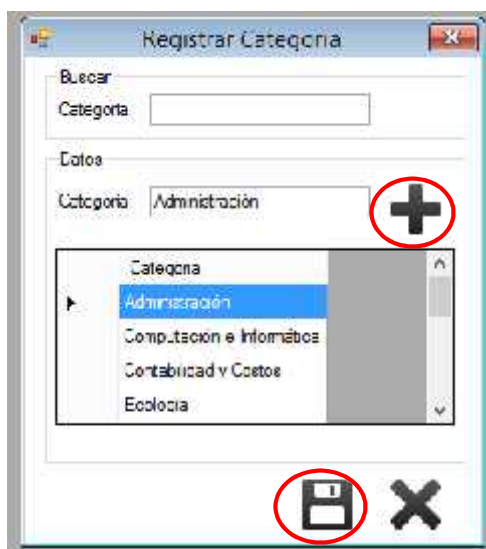 Registrar Categoria
Buscar
Categoria
Datos
Categoria Administración
Categoria
Administración
Computación e Informática
Contabilidad y Costos
Ecologia